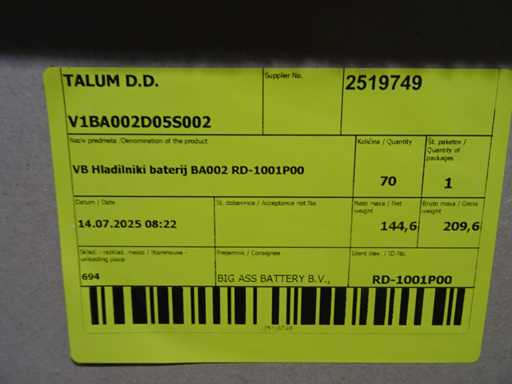 TALUM D.D.
Supplier No.
2519749
V1BA002D05S002
Naziv predmeta /Denomination of the product
Količina / Quantity
Št. paketov / Quantity of packages
VB Hladilniki baterij BA002 RD-1001P00
70
1
Datum / Date
Št. dobavnice / Acceptance not No.
Neto masa / Net weight
Bruto masa / Gross weight
14.07.2025 08:22
144,6
209,6
Sklad. - razklad. mesto / Warehouse - unloading place
Prejemnik / Consignee
Ident štev. / ID-No.
694
BIG ASS BATTERY B.V.,
RD-1001P00